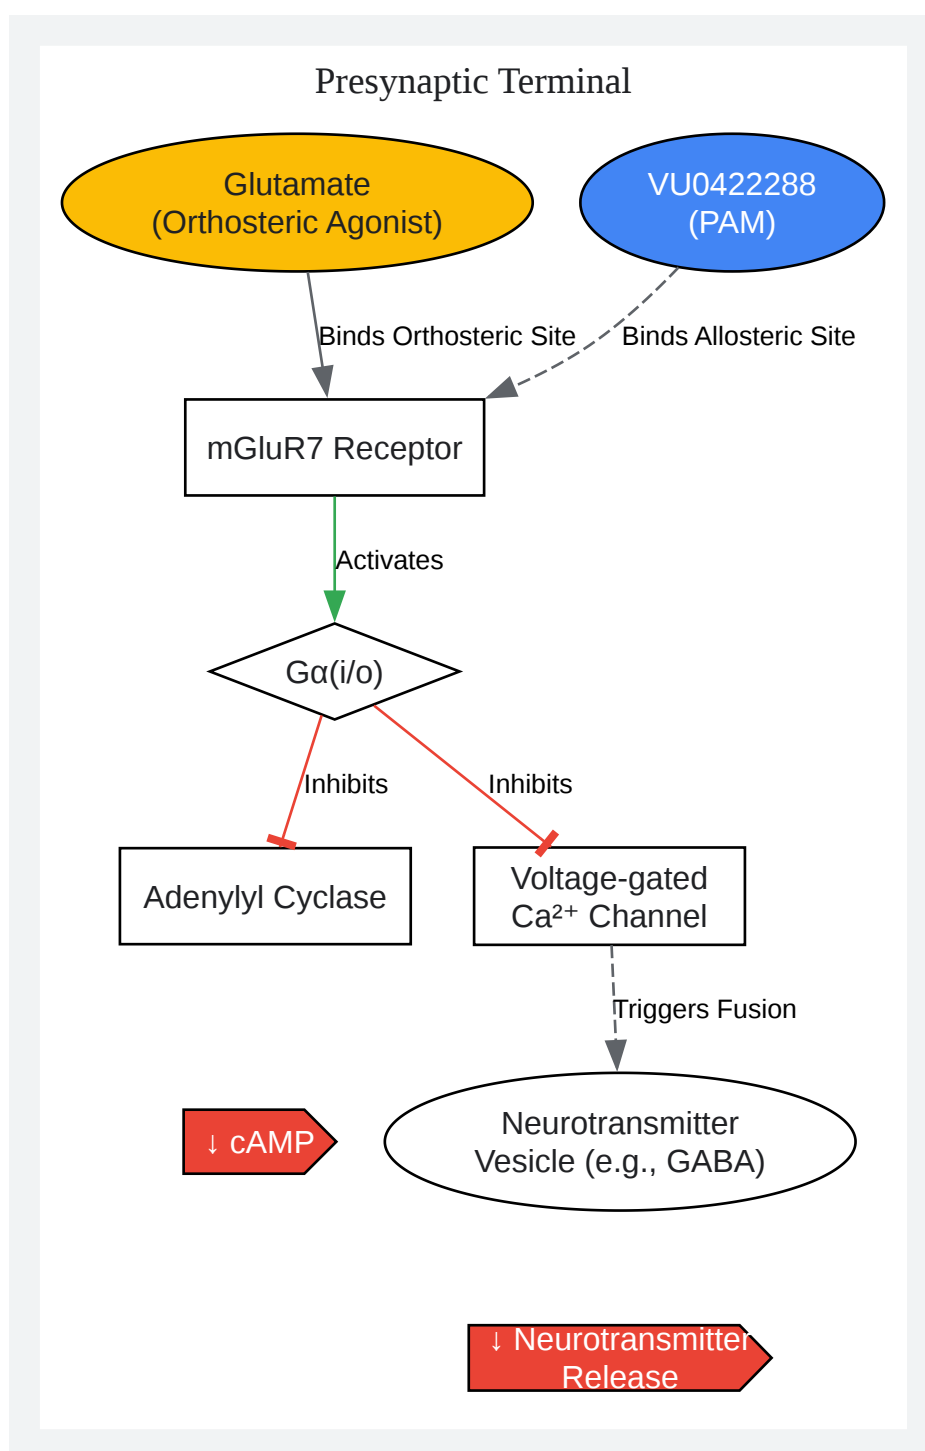 Presynaptic Terminal
Glutamate
(Orthosteric Agonist)
VU0422288
(PAM)
Binds Orthosteric Site
Binds Allosteric Site
mGluR7 Receptor
Activates
Gα(i/o)
Inhibits
Inhibits
Adenylyl Cyclase
Voltage-gated
Ca²⁺ Channel
Triggers Fusion
↓ cAMP
Neurotransmitter
Vesicle (e.g., GABA)
↓ Neurotransmitter
Release